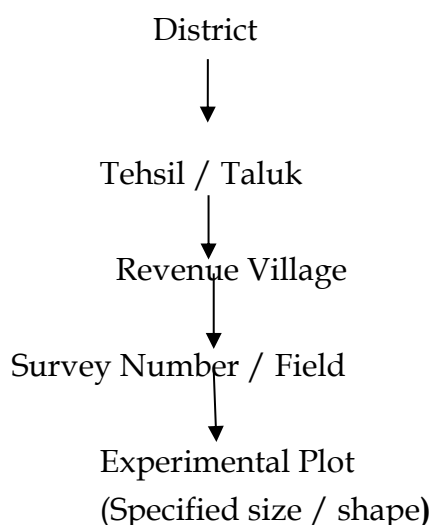 District
Tehsil / Taluk
Revenue Village
Survey Number / Field
Experimental Plot
(Specified size / shape)